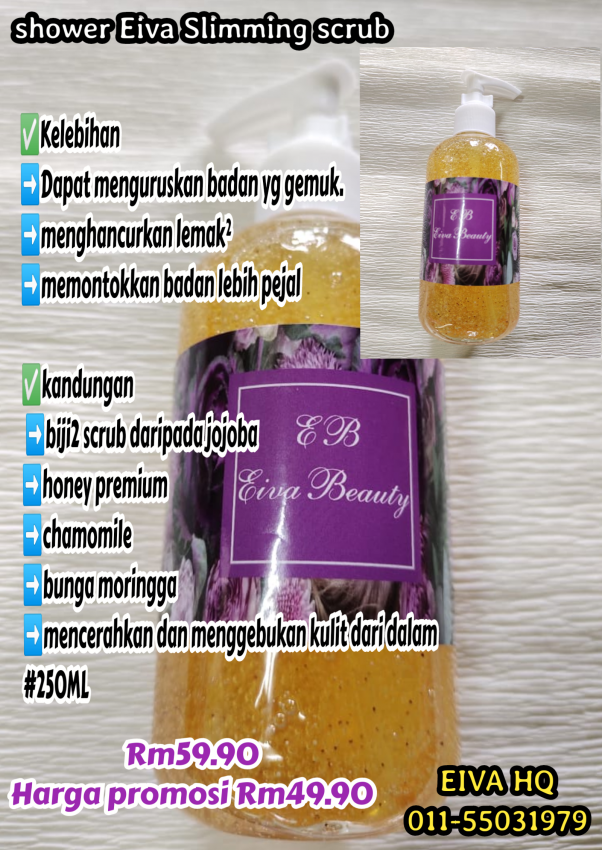 shower Eiva Slimming scrub
✅Kelebihan
➡Dapat menguruskan badan yg gemuk.
➡menghancurkan lemak²
➡memontokkan badan lebih pejal
✅kandungan
➡biji2 scrub daripada jojoba
➡honey premium
➡chamomile
➡bunga moringga
➡mencerahkan dan menggebukan kulit dari dalam
#250ML
Rm59.90
Harga promosi Rm49.90
EIVA HQ
011-55031979
E B
Eiva Beauty
E B
Eiva Beauty